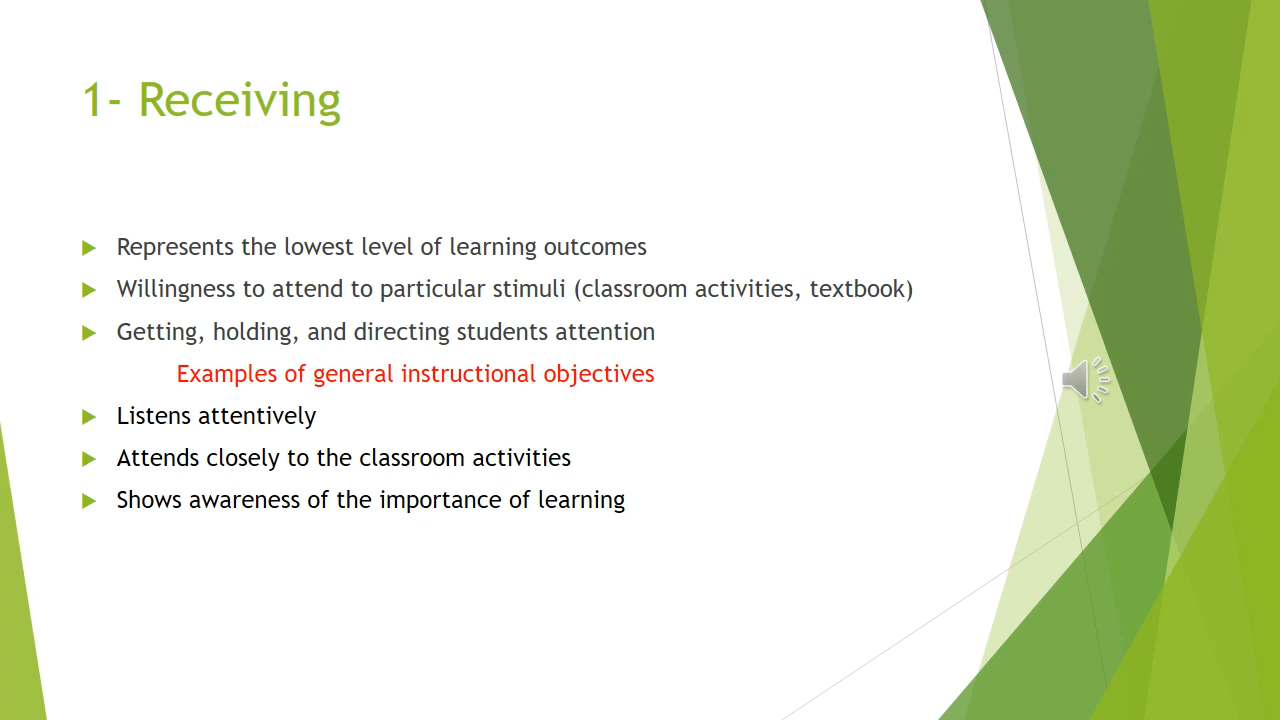 1- Receiving
Represents the lowest level of learning outcomes
Willingness to attend to particular stimuli (classroom activities, textbook)
Getting, holding, and directing students attention
Examples of general instructional objectives
Listens attentively
Attends closely to the classroom activities
Shows awareness of the importance of learning